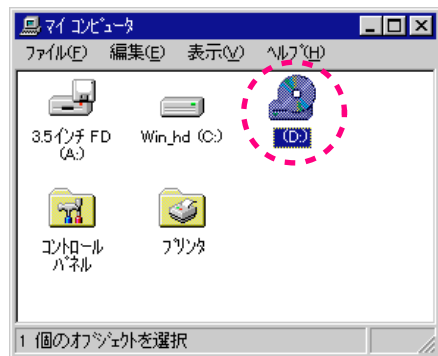 マイ コンピュータ
ファイル(F) 編集(E) 表示(V) ヘルプ(H)
3.5インチ FD
(A:)
Win_hd (C:)
(D:)
コントロール
パネル
プリンタ
1 個のオブジェクトを選択